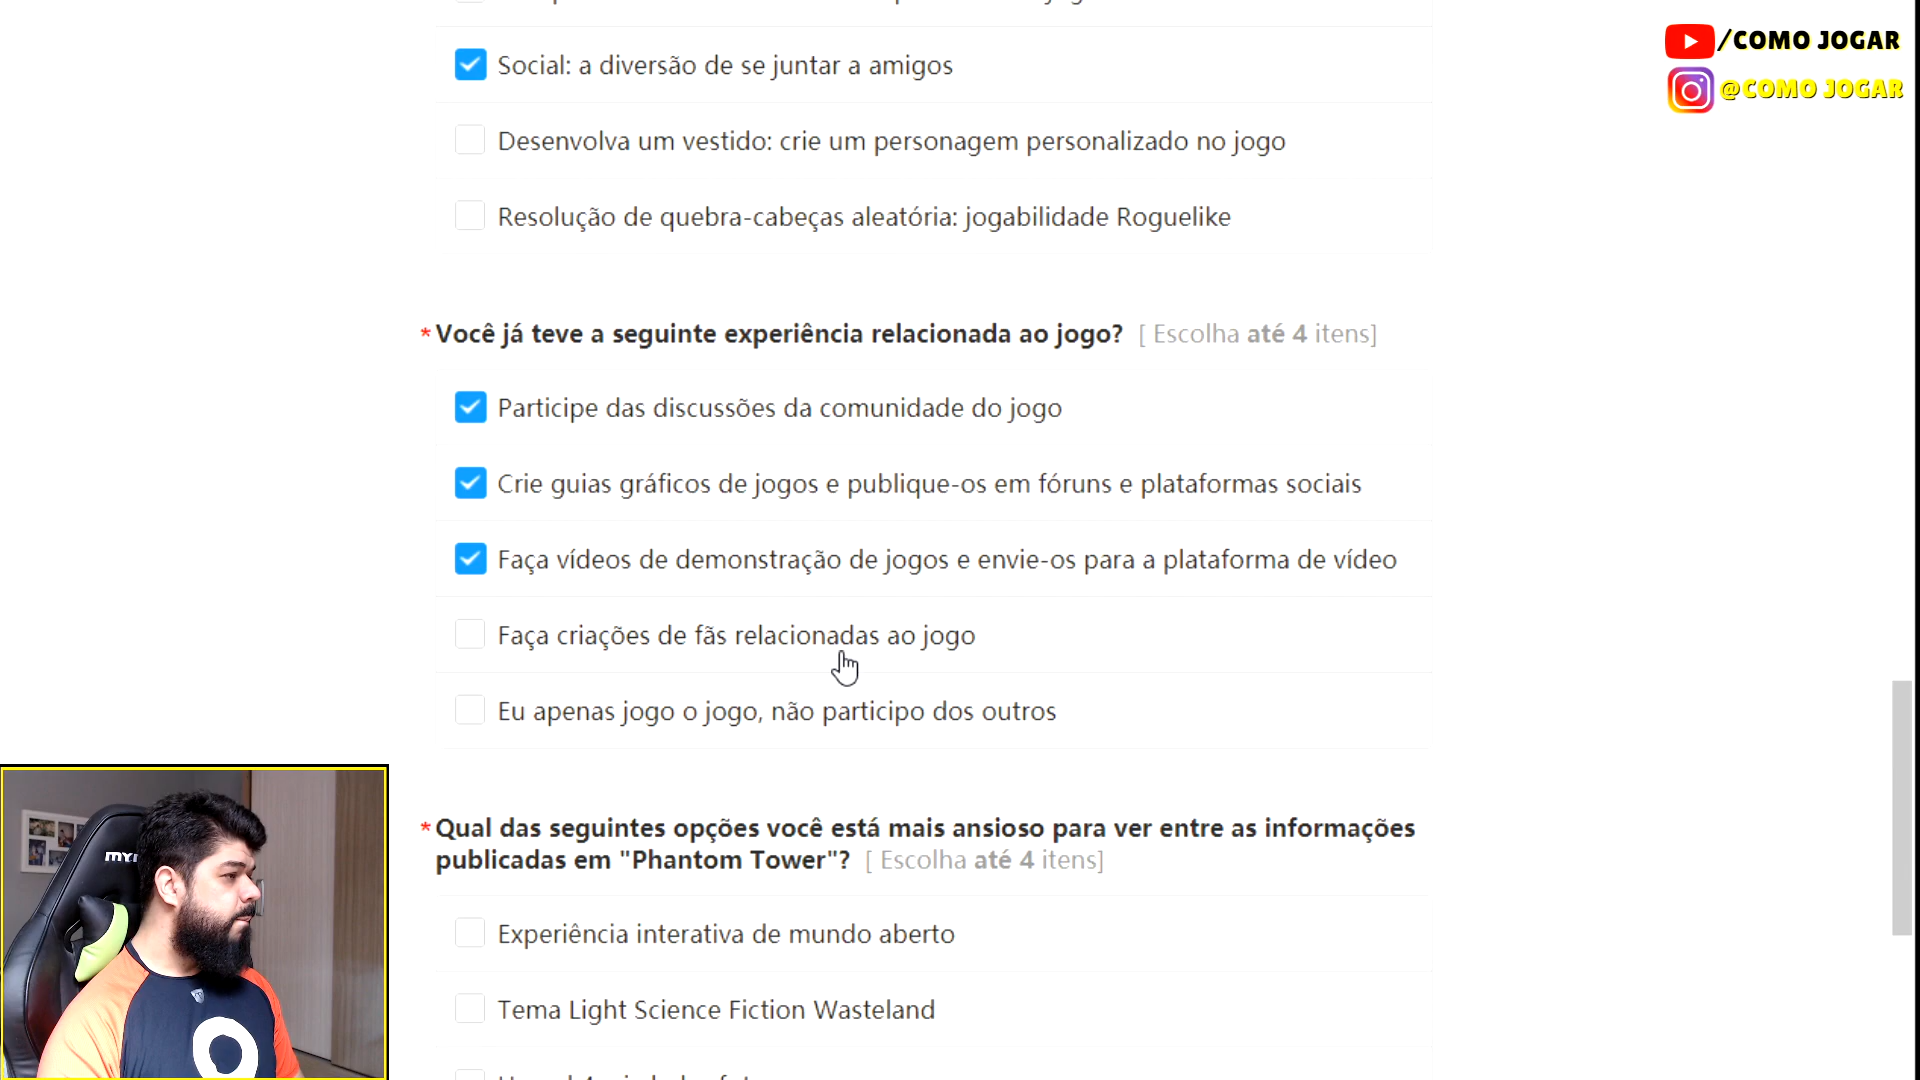 /COMO JOGAR
@COMO JOGAR
Social: a diversão de se juntar a amigos
Desenvolva um vestido: crie um personagem personalizado no jogo
Resolução de quebra-cabeças aleatória: jogabilidade Roguelike
*Você já teve a seguinte experiência relacionada ao jogo? [ Escolha até 4 itens]
Participe das discussões da comunidade do jogo
Crie guias gráficos de jogos e publique-os em fóruns e plataformas sociais
Faça vídeos de demonstração de jogos e envie-os para a plataforma de vídeo
Faça criações de fãs relacionadas ao jogo
Eu apenas jogo o jogo, não participo dos outros
*Qual das seguintes opções você está mais ansioso para ver entre as informações
publicadas em "Phantom Tower"? [ Escolha até 4 itens]
Experiência interativa de mundo aberto
Tema Light Science Fiction Wasteland